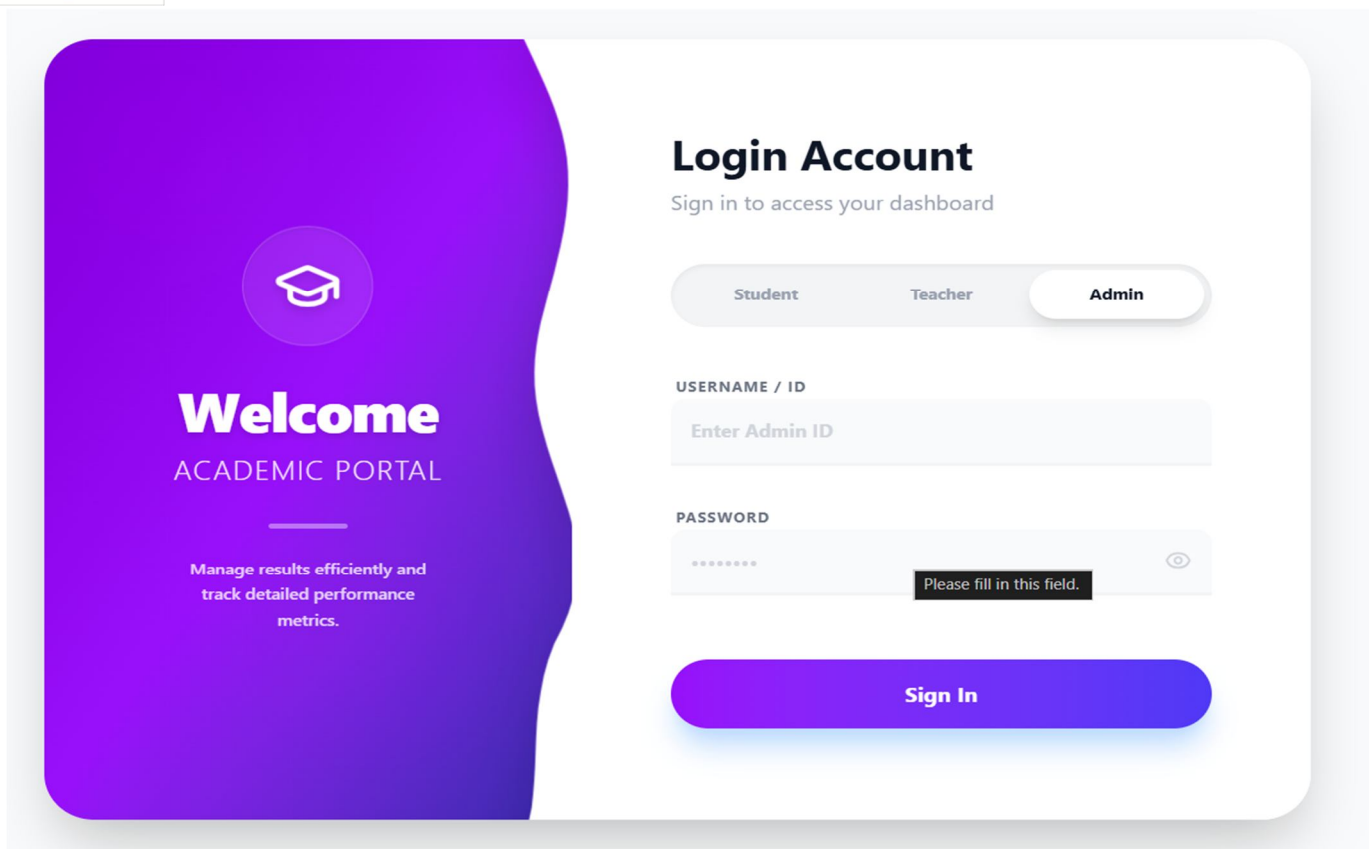 Welcome
ACADEMIC PORTAL
Manage results efficiently and
track detailed performance
metrics.
Login Account
Sign in to access your dashboard
Student Teacher Admin
USERNAME / ID
Enter Admin ID
PASSWORD
••••••••
Please fill in this field.
Sign In